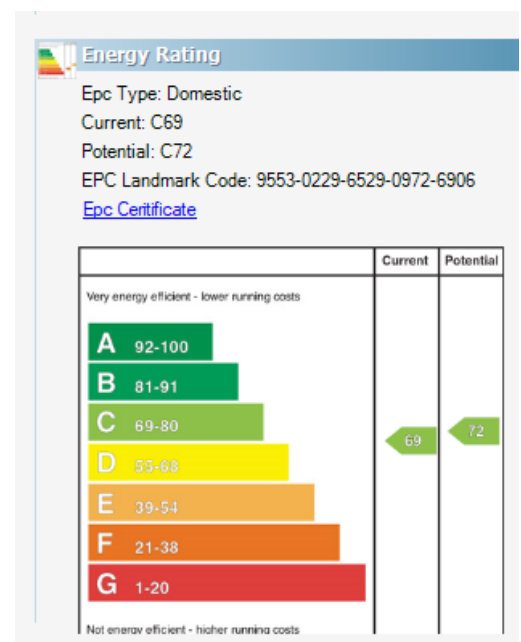 Energy Rating
Epc Type: Domestic
Current: C69
Potential: C72
EPC Landmark Code: 9553-0229-6529-0972-6906
Epc Ceritificate
Current Potential
Very energy efficient - lower running costs
A 92-100
B 81-91
C 69-80
D 55-68
E 39-54
F 21-38
G 1-20
69
72
Not energy efficient - higher running costs